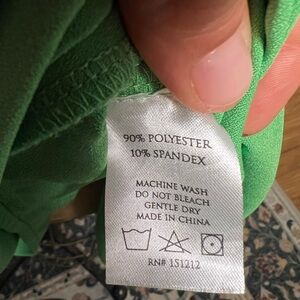 90% POLYESTER
10% SPANDEX
MACHINE WASH
DO NOT BLEACH
GENTLE DRY
MADE IN CHINA
RN# 151212